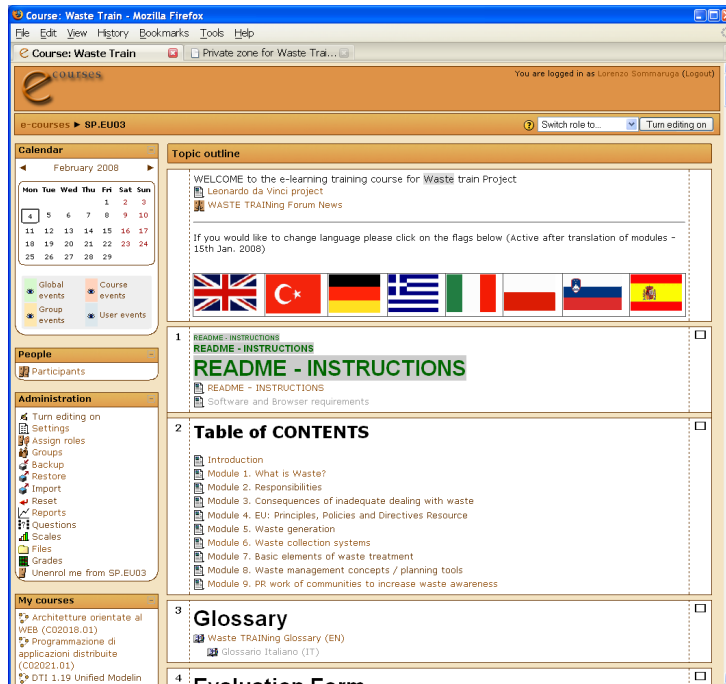 Course: Waste Train - Mozilla Firefox
File Edit View History Bookmarks Tools Help
Course: Waste Train
Private zone for Waste Trai...
e courses
You are logged in as Lorenzo Sommaruga (Logout)
e-courses ► SP.EU03
Switch role to...
Turn editing on
Calendar
◄ February 2008 ►
Mon Tue Wed Thu Fri Sat Sun
1 2 3
4 5 6 7 8 9 10
11 12 13 14 15 16 17
18 19 20 21 22 23 24
25 26 27 28 29
Global events
Course events
Group events
User events
People
Participants
Administration
Turn editing on
Settings
Assign roles
Groups
Backup
Restore
Import
Reset
Reports
Questions
Scales
Files
Grades
Unenrol me from SP.EU03
My courses
Architetture orientate al
WEB (C02018.01)
Programmazione di
applicazioni distribuite
(C02021.01)
DTI 1.19 Unified Modelin
Topic outline
WELCOME to the e-learning training course for Waste train Project
Leonardo da Vinci project
WASTE TRAINing Forum News
If you would like to change language please click on the flags below (Active after translation of modules -
15th Jan. 2008)
1
README - INSTRUCTIONS
README - INSTRUCTIONS
README - INSTRUCTIONS
README - INSTRUCTIONS
Software and Browser requirements
2
Table of CONTENTS
Introduction
Module 1. What is Waste?
Module 2. Responsibilities
Module 3. Consequences of inadequate dealing with waste
Module 4. EU: Principles, Policies and Directives Resource
Module 5. Waste generation
Module 6. Waste collection systems
Module 7. Basic elements of waste treatment
Module 8. Waste management concepts / planning tools
Module 9. PR work of communities to increase waste awareness
3
Glossary
Waste TRAINing Glossary (EN)
Glossario Italiano (IT)
4
Evaluation Form